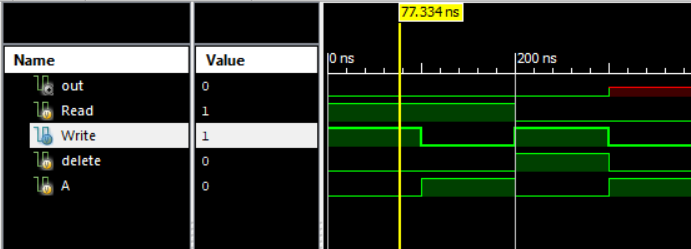 77.334 ns
Name Value
0 ns 200 ns
out 0
Read 1
Write 1
delete 0
A 0